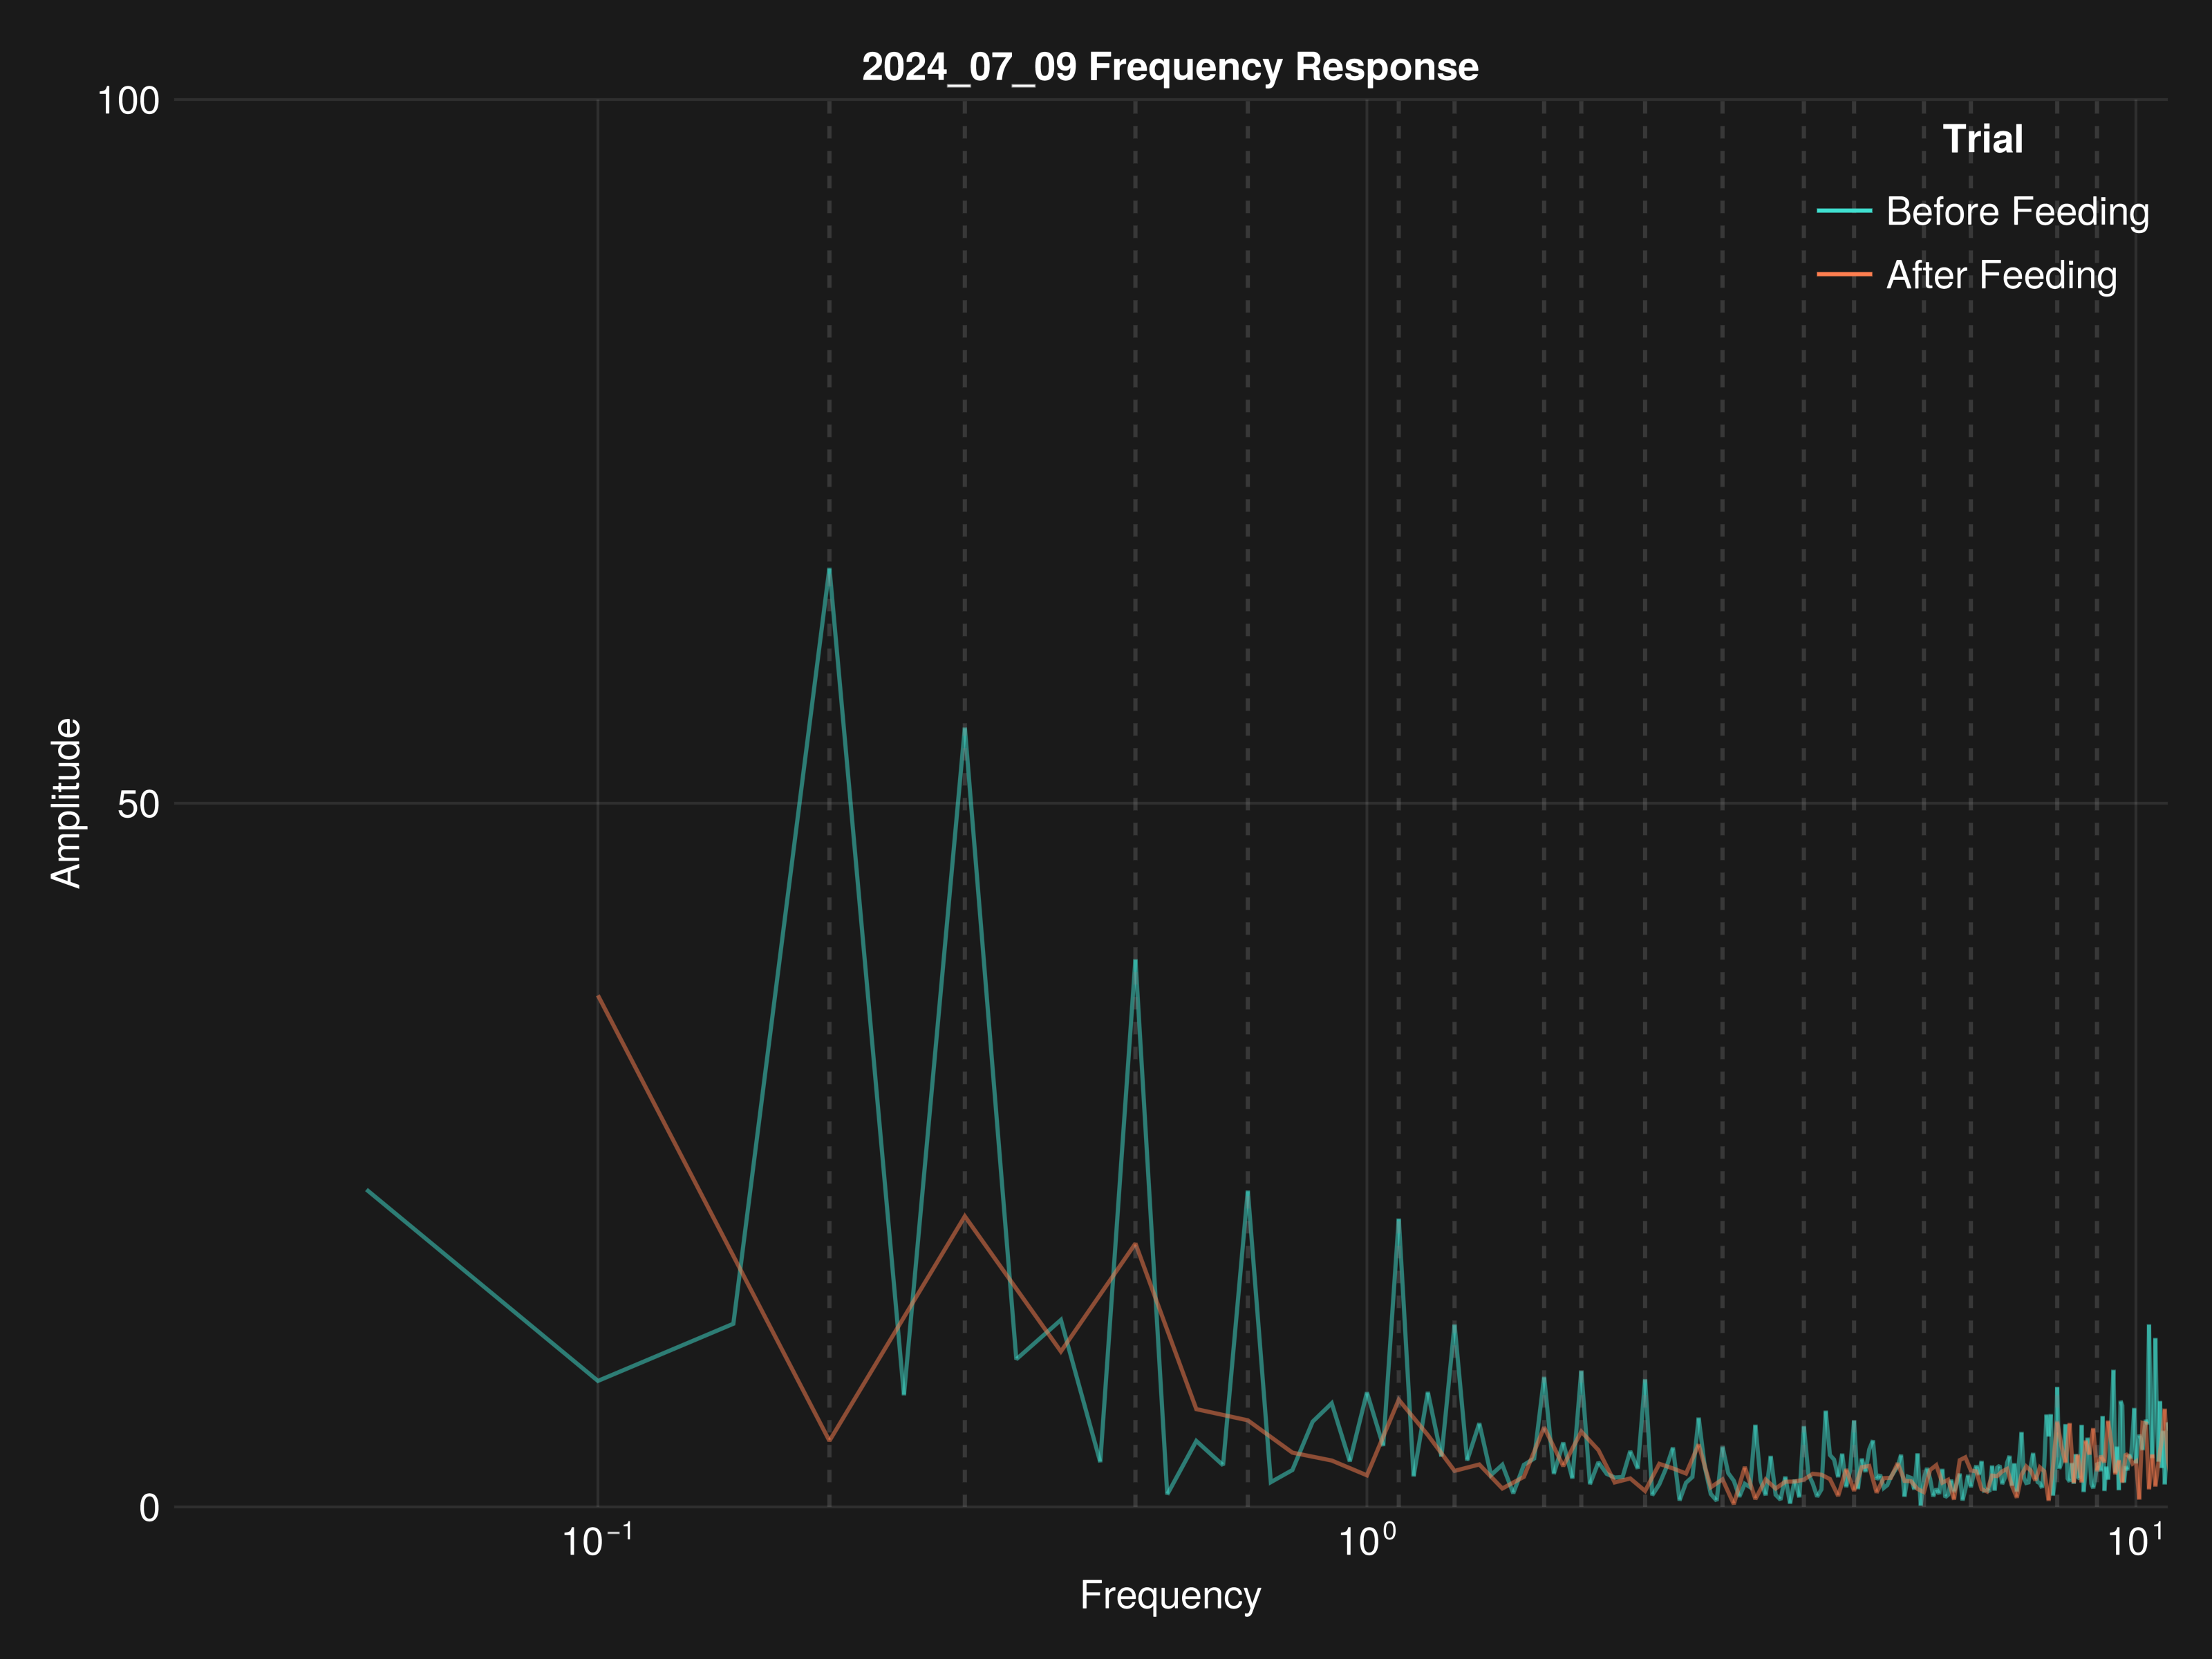 2024_07_09 Frequency Response
100
Trial
Before Feeding
After Feeding
Amplitude
50
0
10⁻¹
10⁰
10¹
Frequency